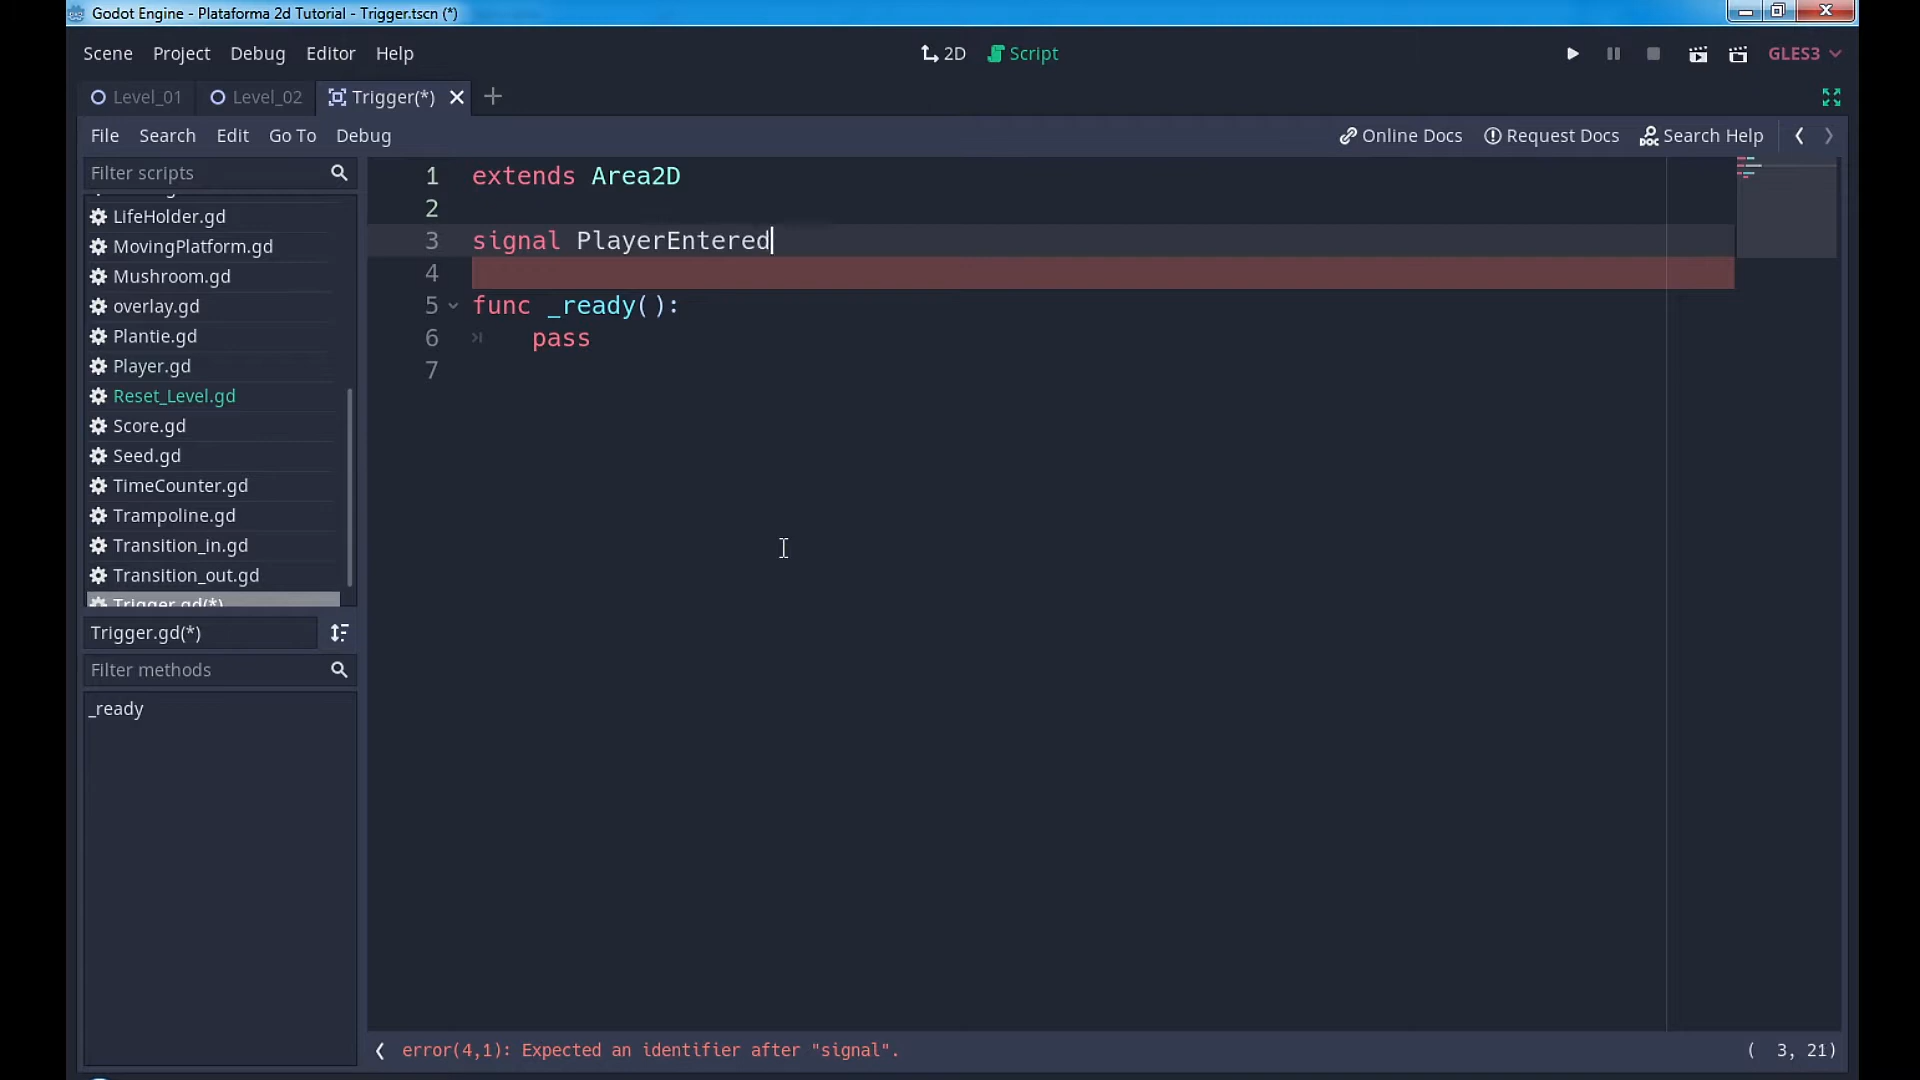 Godot Engine - Plataforma 2d Tutorial - Trigger.tscn (*)
Scene Project Debug Editor Help 2D Script GLES3
Level_01 Level_02 Trigger(*)
File Search Edit Go To Debug Online Docs Request Docs Search Help
Filter scripts
LifeHolder.gd
MovingPlatform.gd
Mushroom.gd
overlay.gd
Plantie.gd
Player.gd
Reset_Level.gd
Score.gd
Seed.gd
TimeCounter.gd
Trampoline.gd
Transition_in.gd
Transition_out.gd
Trigger.gd(*)
Trigger.gd(*)
Filter methods
_ready
1 extends Area2D
2
3 signal PlayerEntered
4
5 func _ready():
6 pass
7
error(4,1): Expected an identifier after "signal".
( 3, 21)